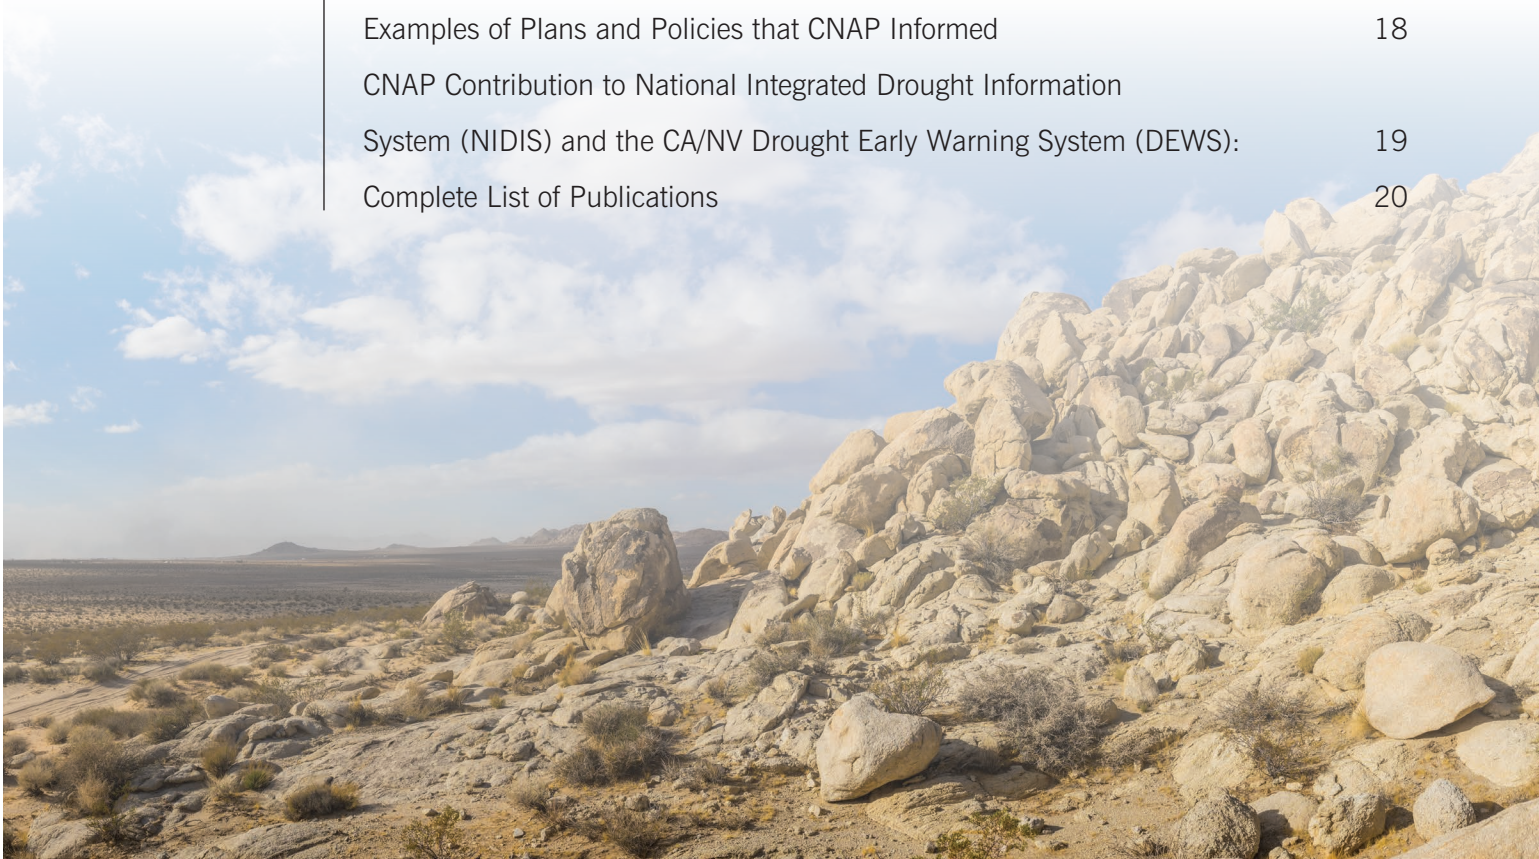 Examples of Plans and Policies that CNAP Informed 18
CNAP Contribution to National Integrated Drought Information
System (NIDIS) and the CA/NV Drought Early Warning System (DEWS): 19
Complete List of Publications 20